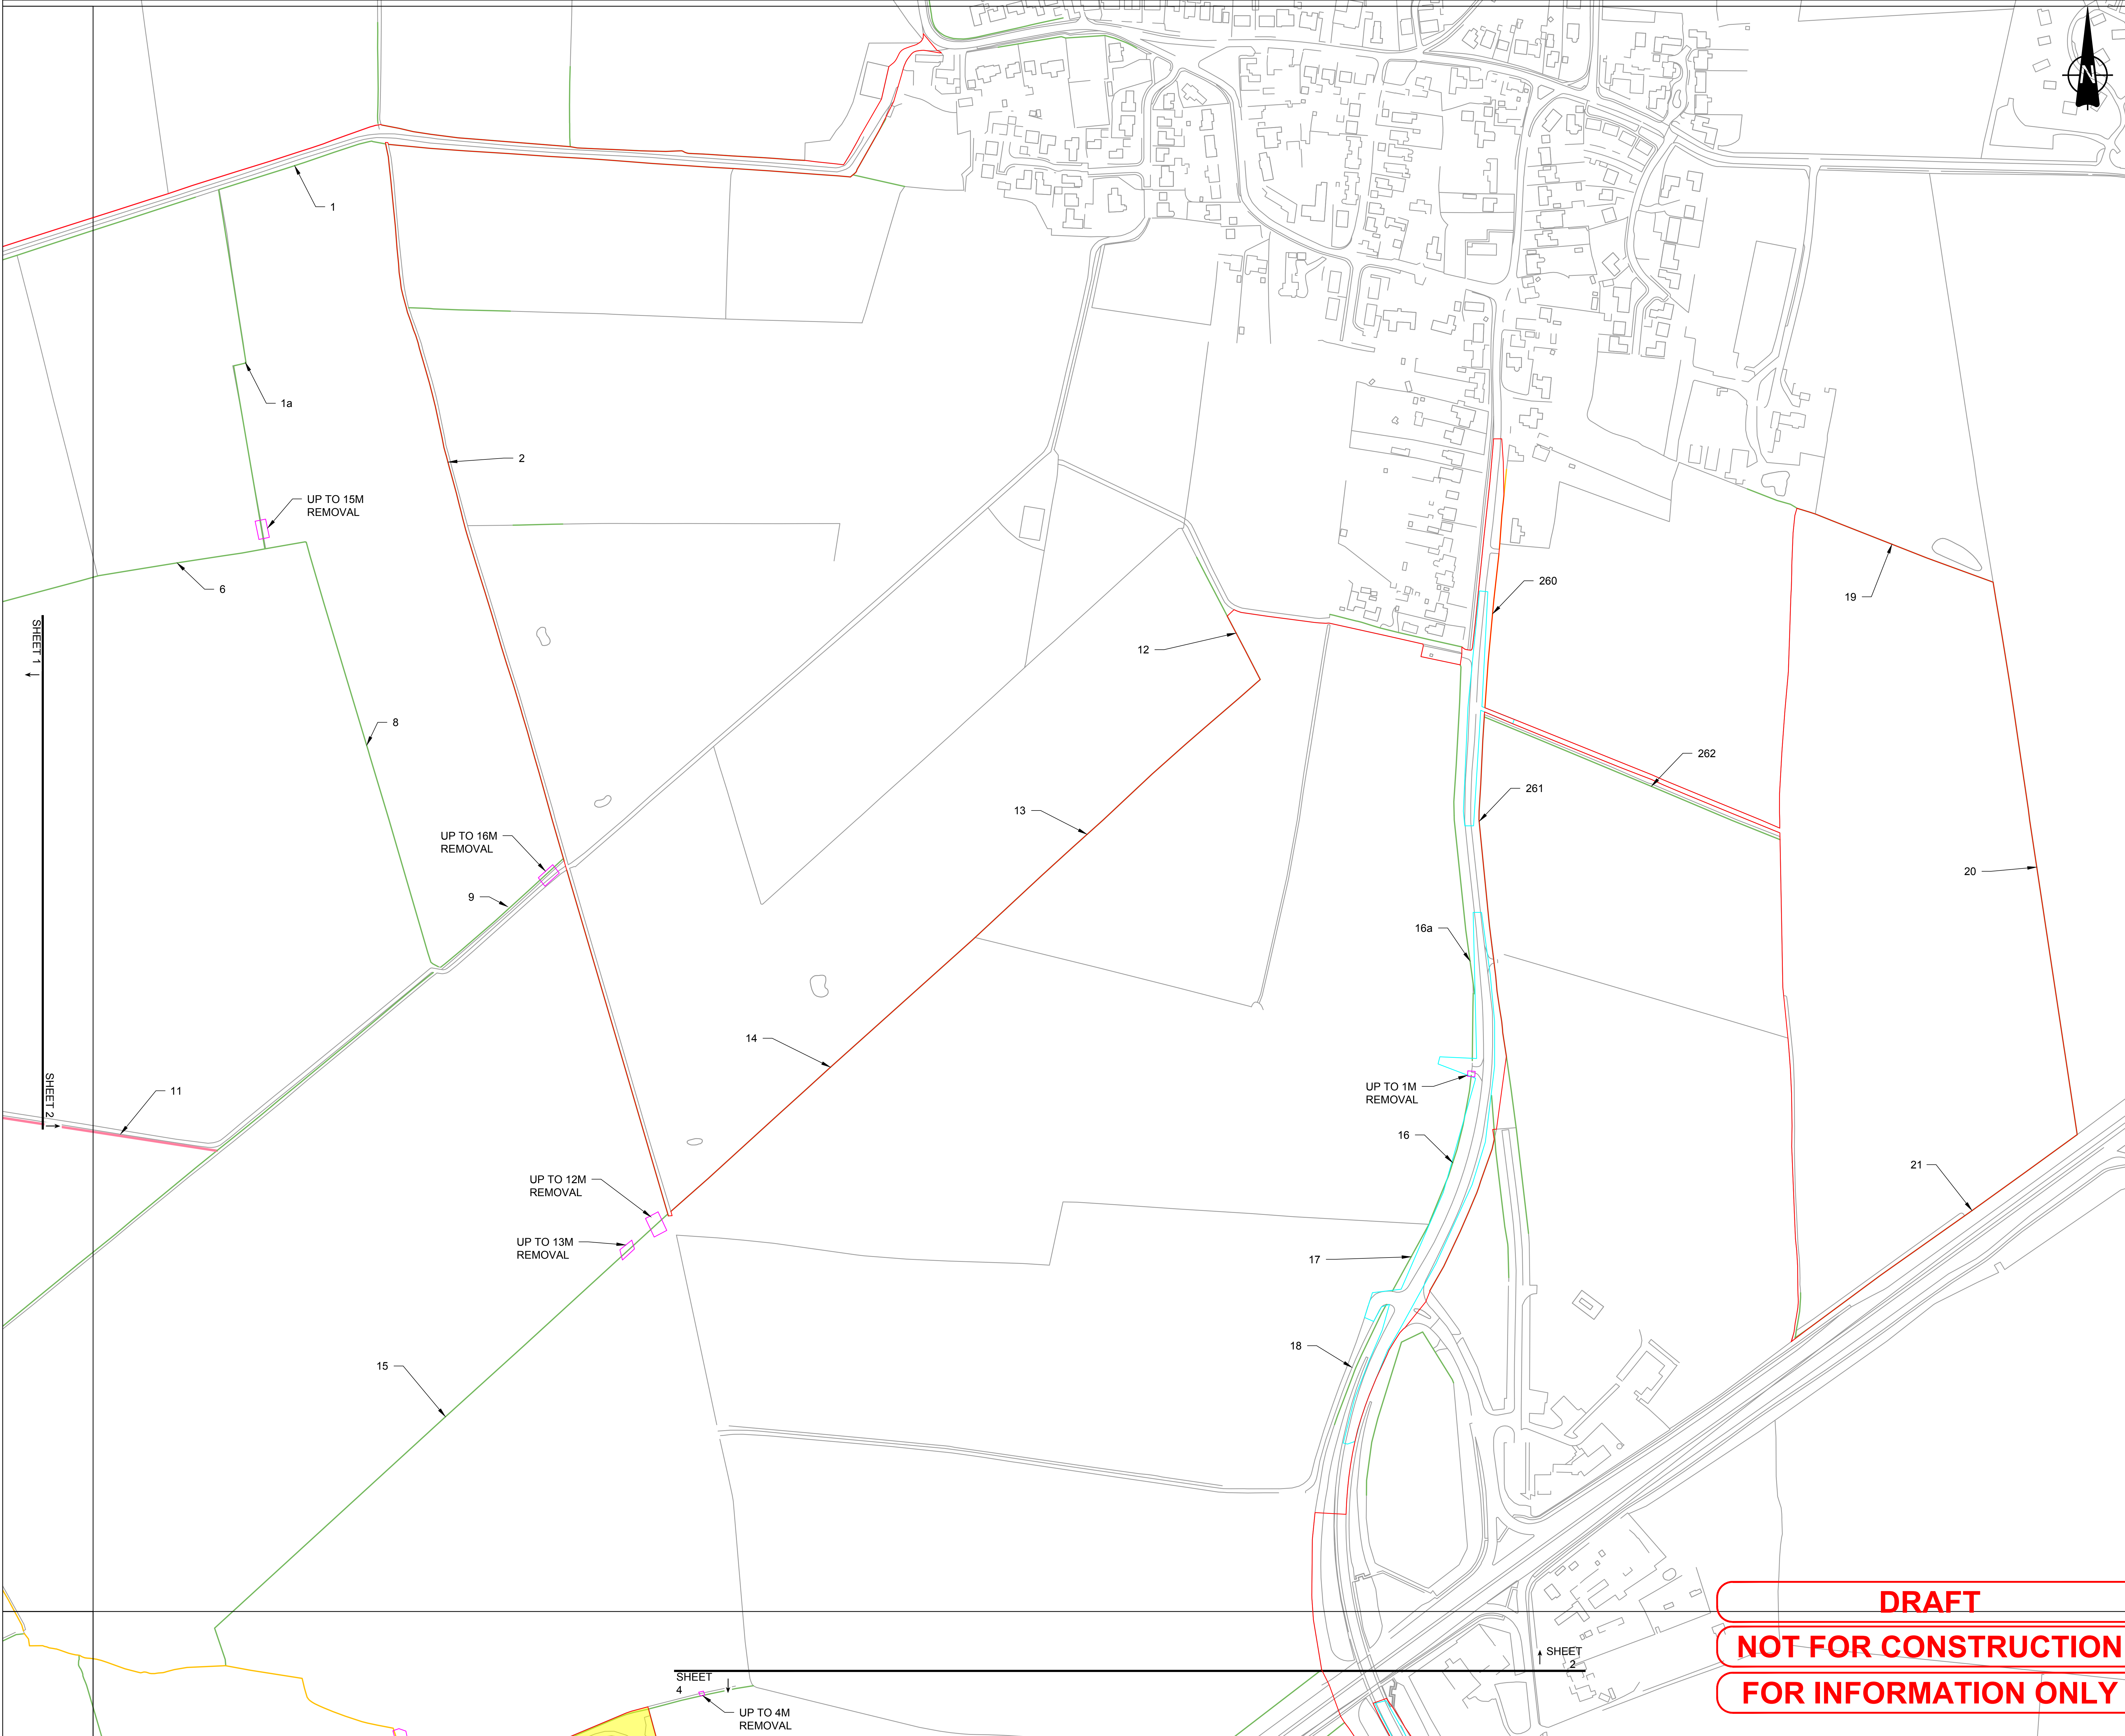 N
1
1a
2
UP TO 15M
REMOVAL
6
260
19
12
SHEET 1
8
262
13
261
UP TO 16M
REMOVAL
20
9
16a
14
SHEET 2
11
UP TO 1M
REMOVAL
16
21
UP TO 12M
REMOVAL
UP TO 13M
REMOVAL
17
18
15
DRAFT
NOT FOR CONSTRUCTION
FOR INFORMATION ONLY
SHEET
2
SHEET
4
UP TO 4M
REMOVAL